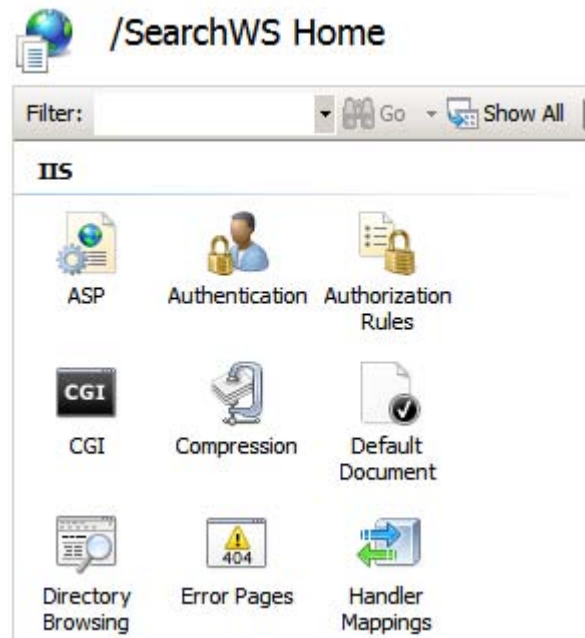 /SearchWS Home
Filter:
Go
Show All
IIS
ASP
Authentication
Authorization
Rules
CGI
CGI
Compression
Default
Document
404
Directory
Browsing
Error Pages
Handler
Mappings